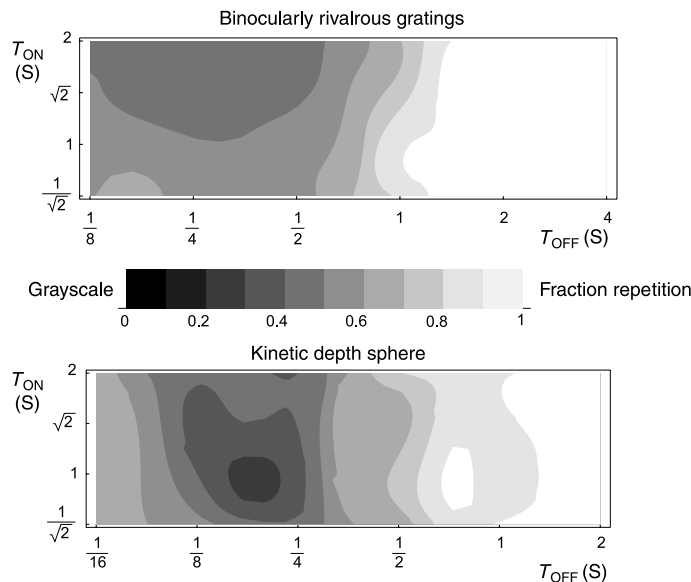 Binocularly rivalrous gratings
T_ON (S)
2
√2
1
1/√2
1/8 1/4 1/2 1 2 4
T_OFF (S)
Grayscale
Fraction repetition
0 0.2 0.4 0.6 0.8 1
Kinetic depth sphere
T_ON (S)
2
√2
1
1/√2
1/16 1/8 1/4 1/2 1 2
T_OFF (S)